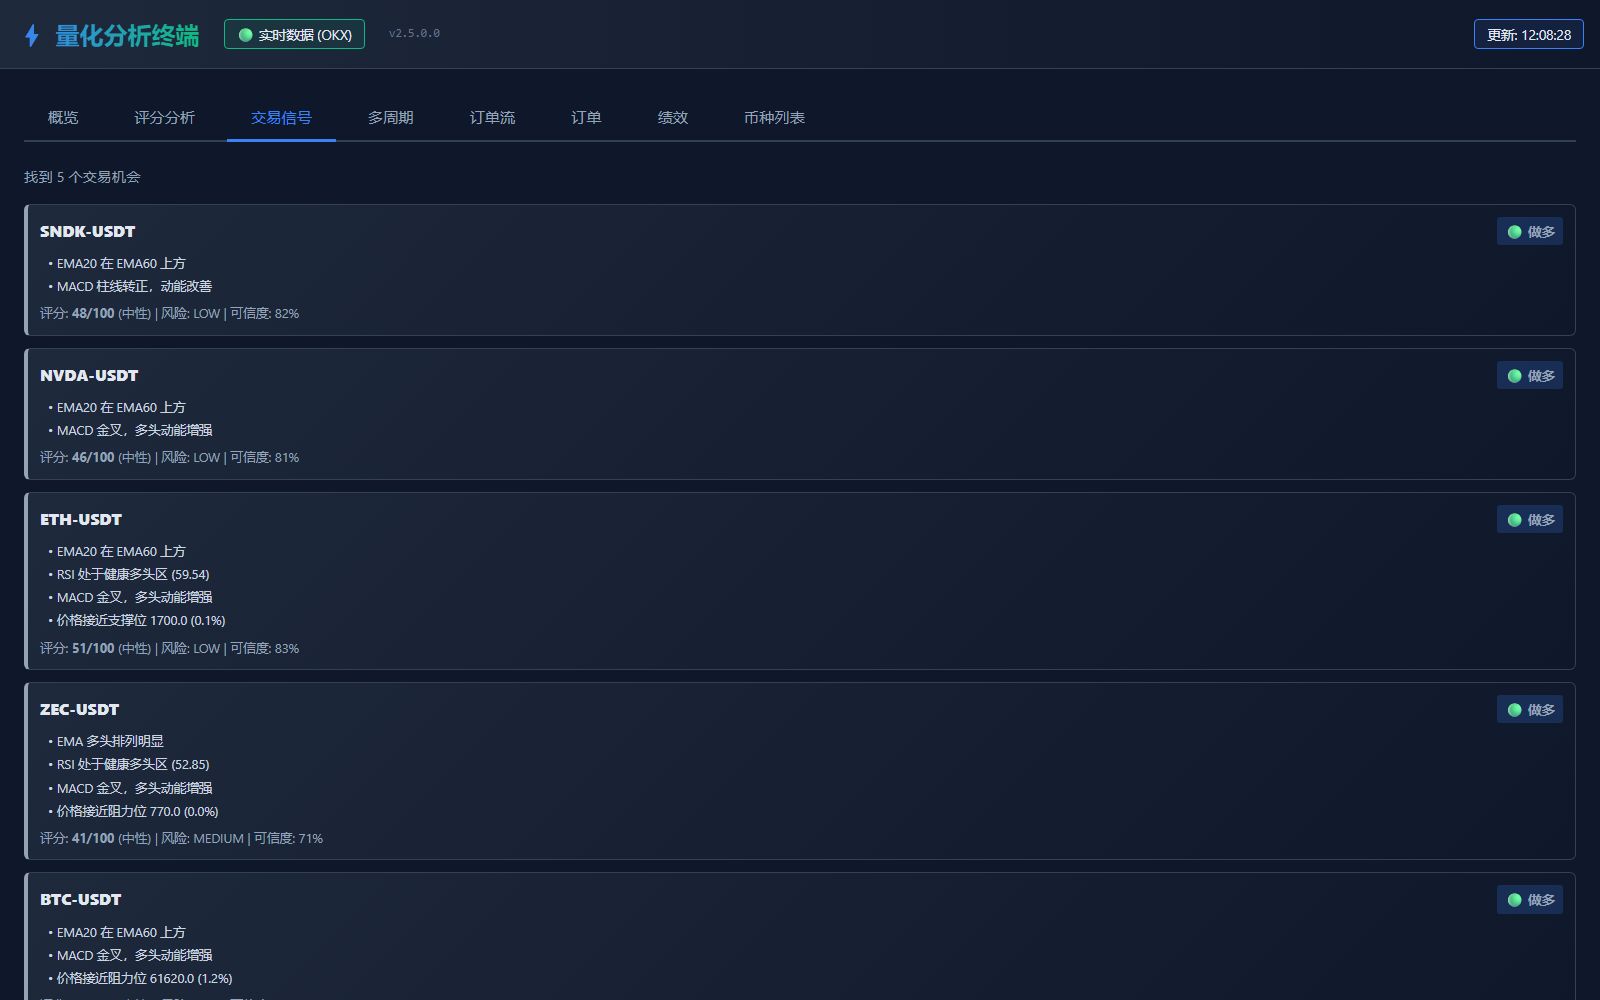 量化分析终端
实时数据 (OKX)
v2.5.0.0
更新: 12:08:28
概览
评分分析
交易信号
多周期
订单流
订单
绩效
币种列表
找到 5 个交易机会
SNDK-USDT
做多
• EMA20 在 EMA60 上方
• MACD 柱线转正，动能改善
评分: 48/100 (中性) | 风险: LOW | 可信度: 82%
NVDA-USDT
做多
• EMA20 在 EMA60 上方
• MACD 金叉，多头动能增强
评分: 46/100 (中性) | 风险: LOW | 可信度: 81%
ETH-USDT
做多
• EMA20 在 EMA60 上方
• RSI 处于健康多头区 (59.54)
• MACD 金叉，多头动能增强
• 价格接近支撑位 1700.0 (0.1%)
评分: 51/100 (中性) | 风险: LOW | 可信度: 83%
ZEC-USDT
做多
• EMA 多头排列明显
• RSI 处于健康多头区 (52.85)
• MACD 金叉，多头动能增强
• 价格接近阻力位 770.0 (0.0%)
评分: 41/100 (中性) | 风险: MEDIUM | 可信度: 71%
BTC-USDT
做多
• EMA20 在 EMA60 上方
• MACD 金叉，多头动能增强
• 价格接近阻力位 61620.0 (1.2%)